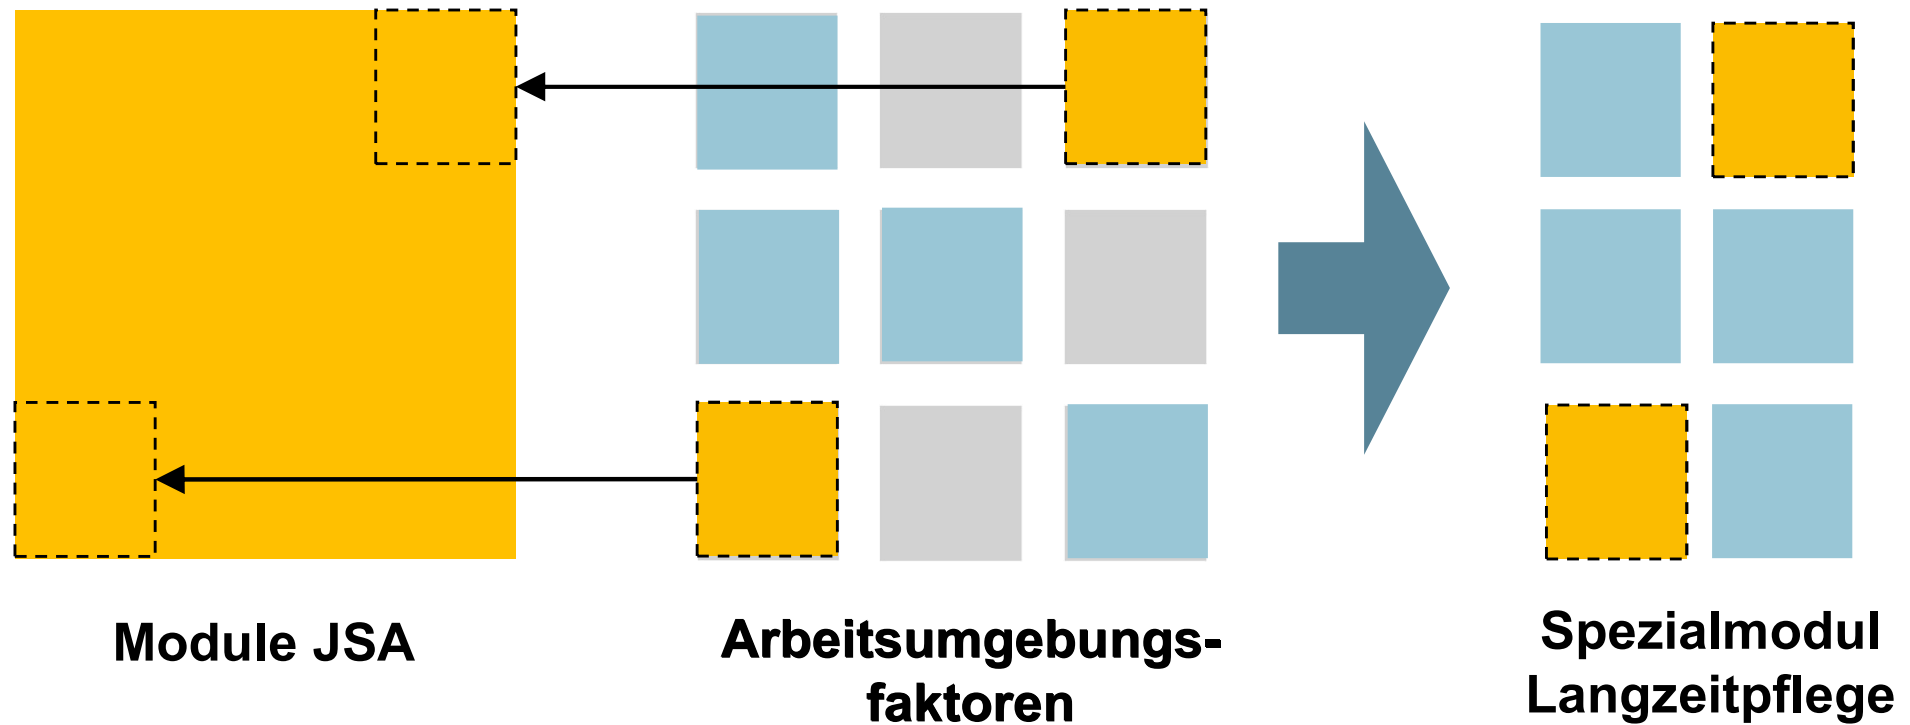 Module JSA
Arbeitsumgebungs-
faktoren
Spezialmodul
Langzeitpflege